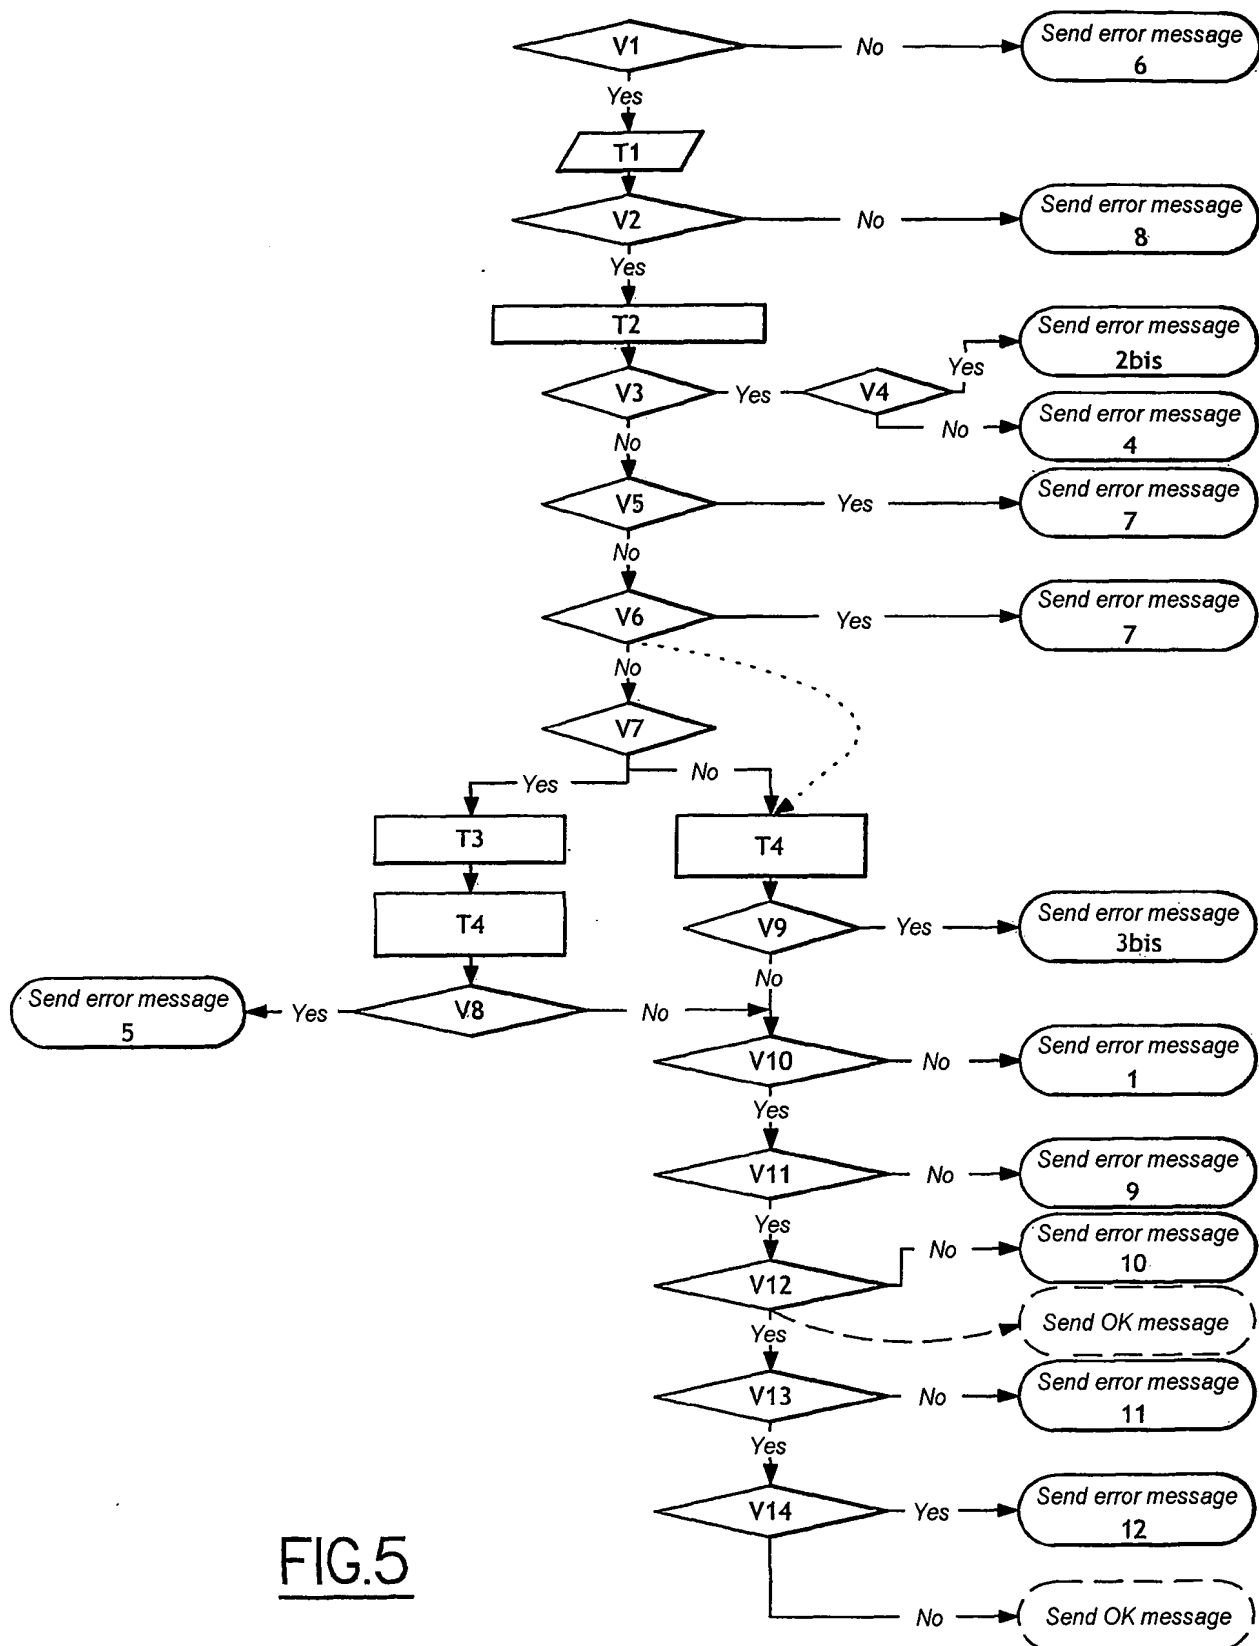 V1
No
Send error message
6
Yes
T1
V2
No
Send error message
8
Yes
T2
Send error message
2bis
V3
Yes
V4
Yes
No
Send error message
4
No
V5
Yes
Send error message
7
No
V6
Yes
Send error message
7
No
V7
Yes
No
T3
T4
T4
V9
Yes
Send error message
3bis
No
Send error message
5
Yes
V8
No
V10
No
Send error message
1
Yes
V11
No
Send error message
9
Yes
V12
No
Send error message
10
Send OK message
Yes
V13
No
Send error message
11
Yes
V14
Yes
Send error message
12
No
Send OK message
FIG.5